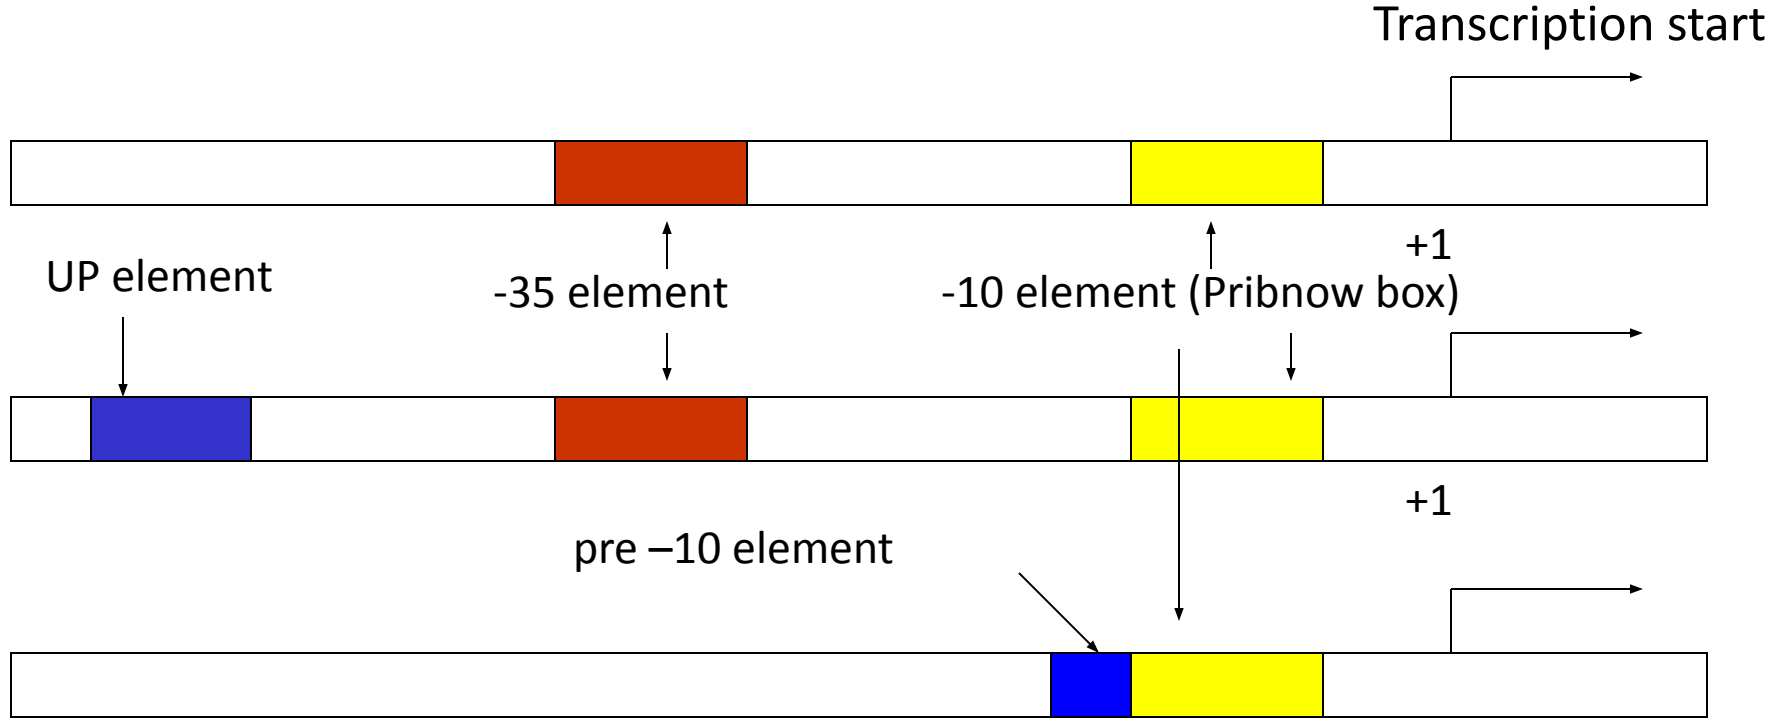 Transcription start
+1
UP element
-35 element
-10 element (Pribnow box)
+1
pre –10 element